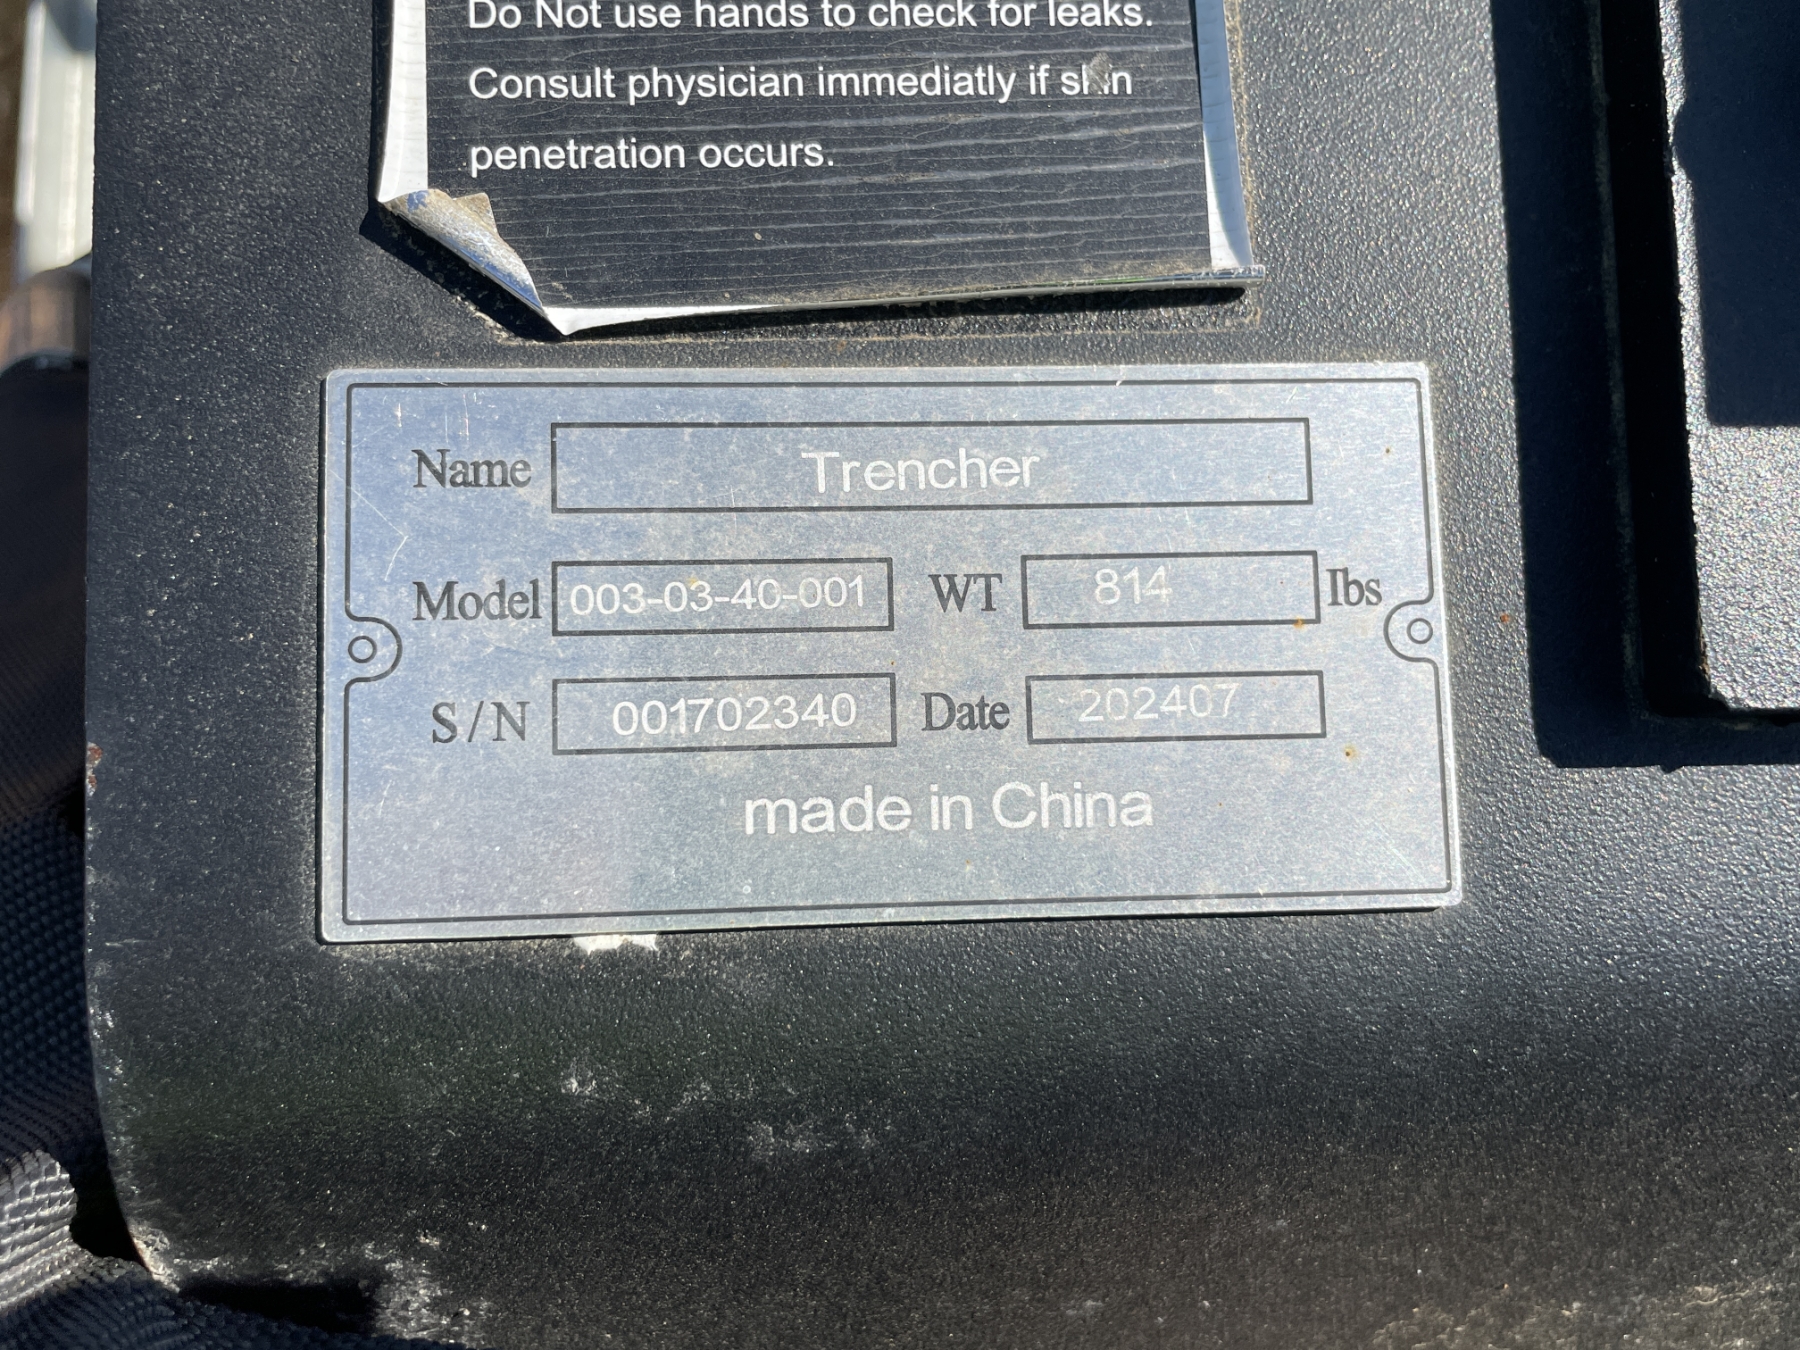 Do Not use hands to check for leaks.
Consult physician immediatly if skin
penetration occurs.
Name Trencher
Model 003-03-40-001 WT 814 lbs
S/N 001702340 Date 202407
made in China